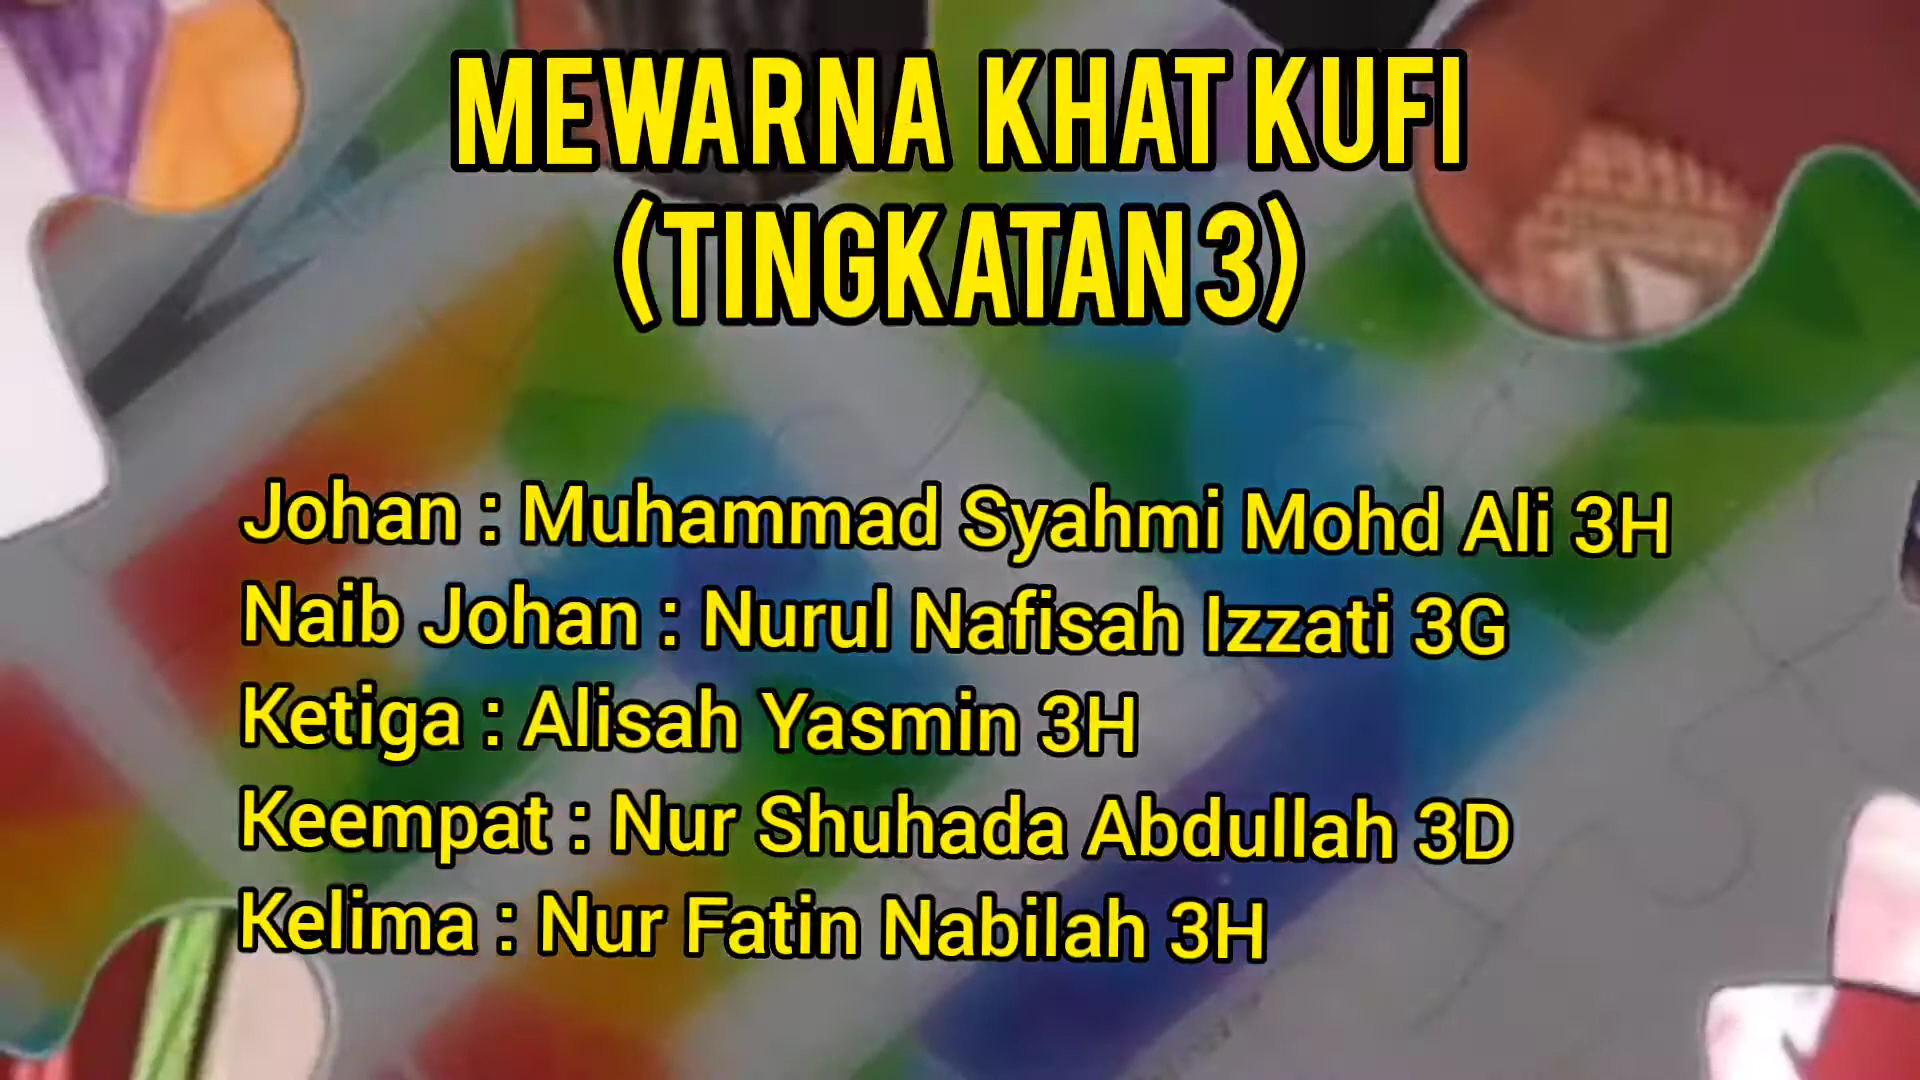 MEWARNA KHAT KUFI
(TINGKATAN 3)
Johan : Muhammad Syahmi Mohd Ali 3H
Naib Johan : Nurul Nafisah Izzati 3G
Ketiga : Alisah Yasmin 3H
Keempat : Nur Shuhada Abdullah 3D
Kelima : Nur Fatin Nabilah 3H